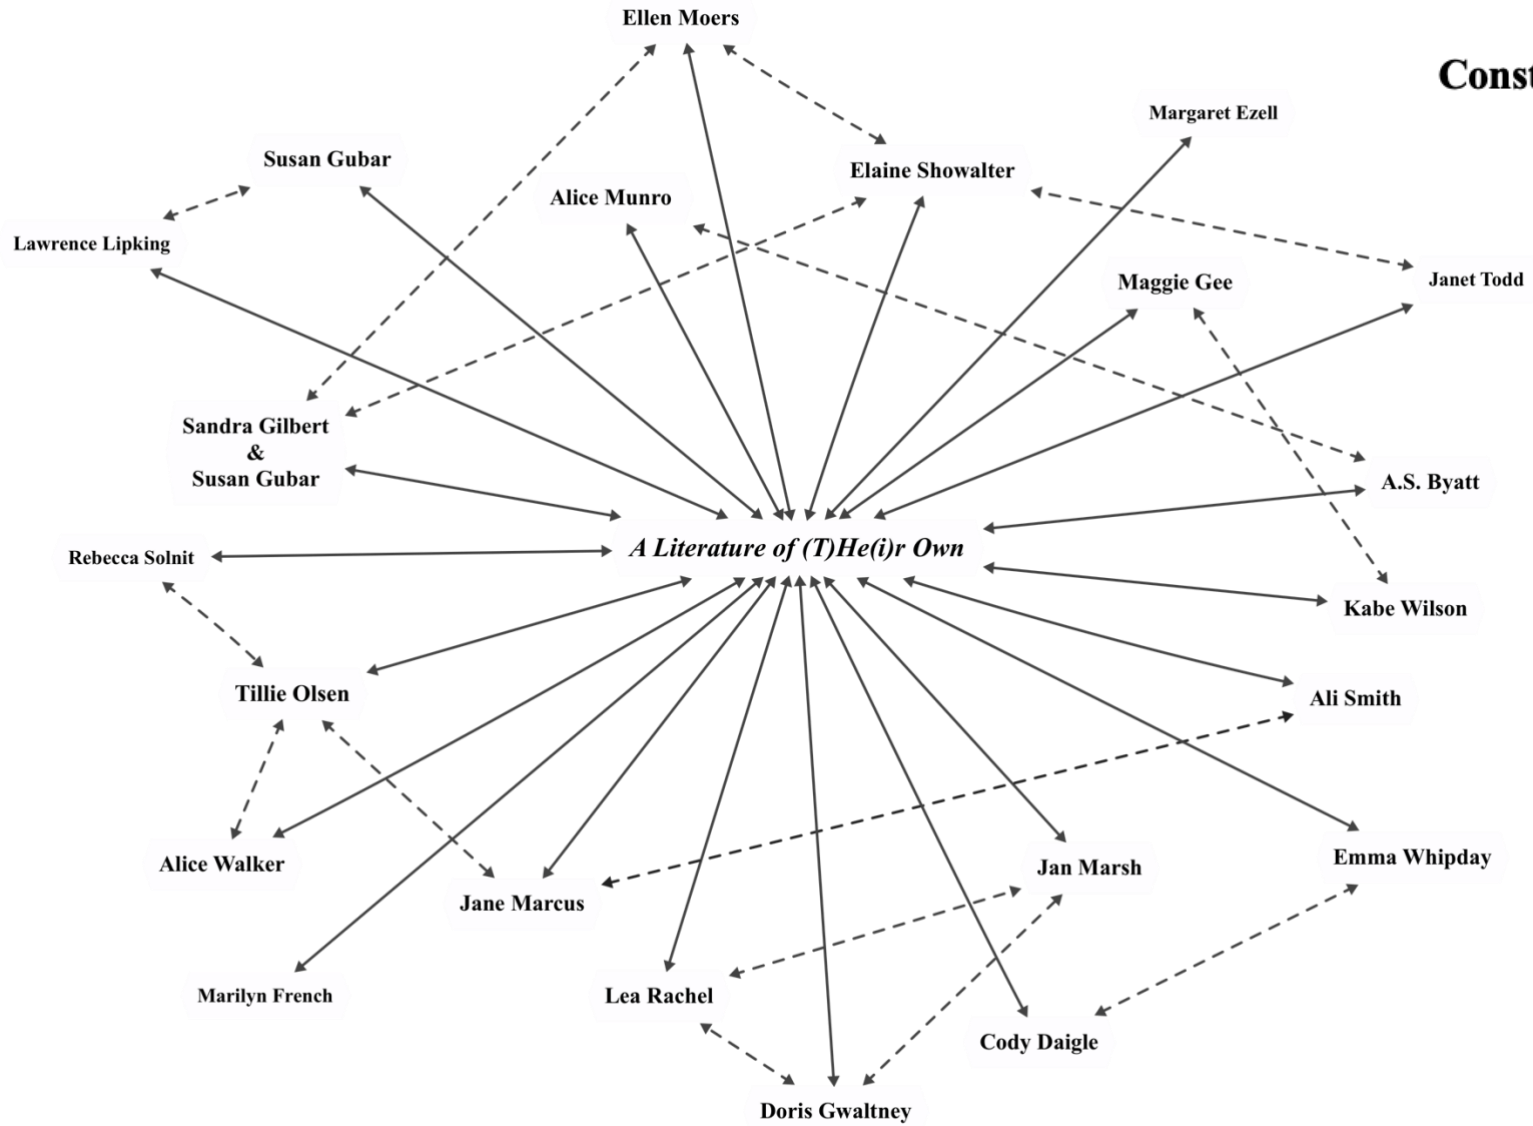 Ellen Moers
Const
Margaret Ezell
Susan Gubar
Elaine Showalter
Alice Munro
Lawrence Lipking
Maggie Gee
Janet Todd
Sandra Gilbert
&
Susan Gubar
A.S. Byatt
A Literature of (T)He(i)r Own
Rebecca Solnit
Kabe Wilson
Tillie Olsen
Ali Smith
Alice Walker
Emma Whipday
Jan Marsh
Jane Marcus
Marilyn French
Lea Rachel
Cody Daigle
Doris Gwaltney